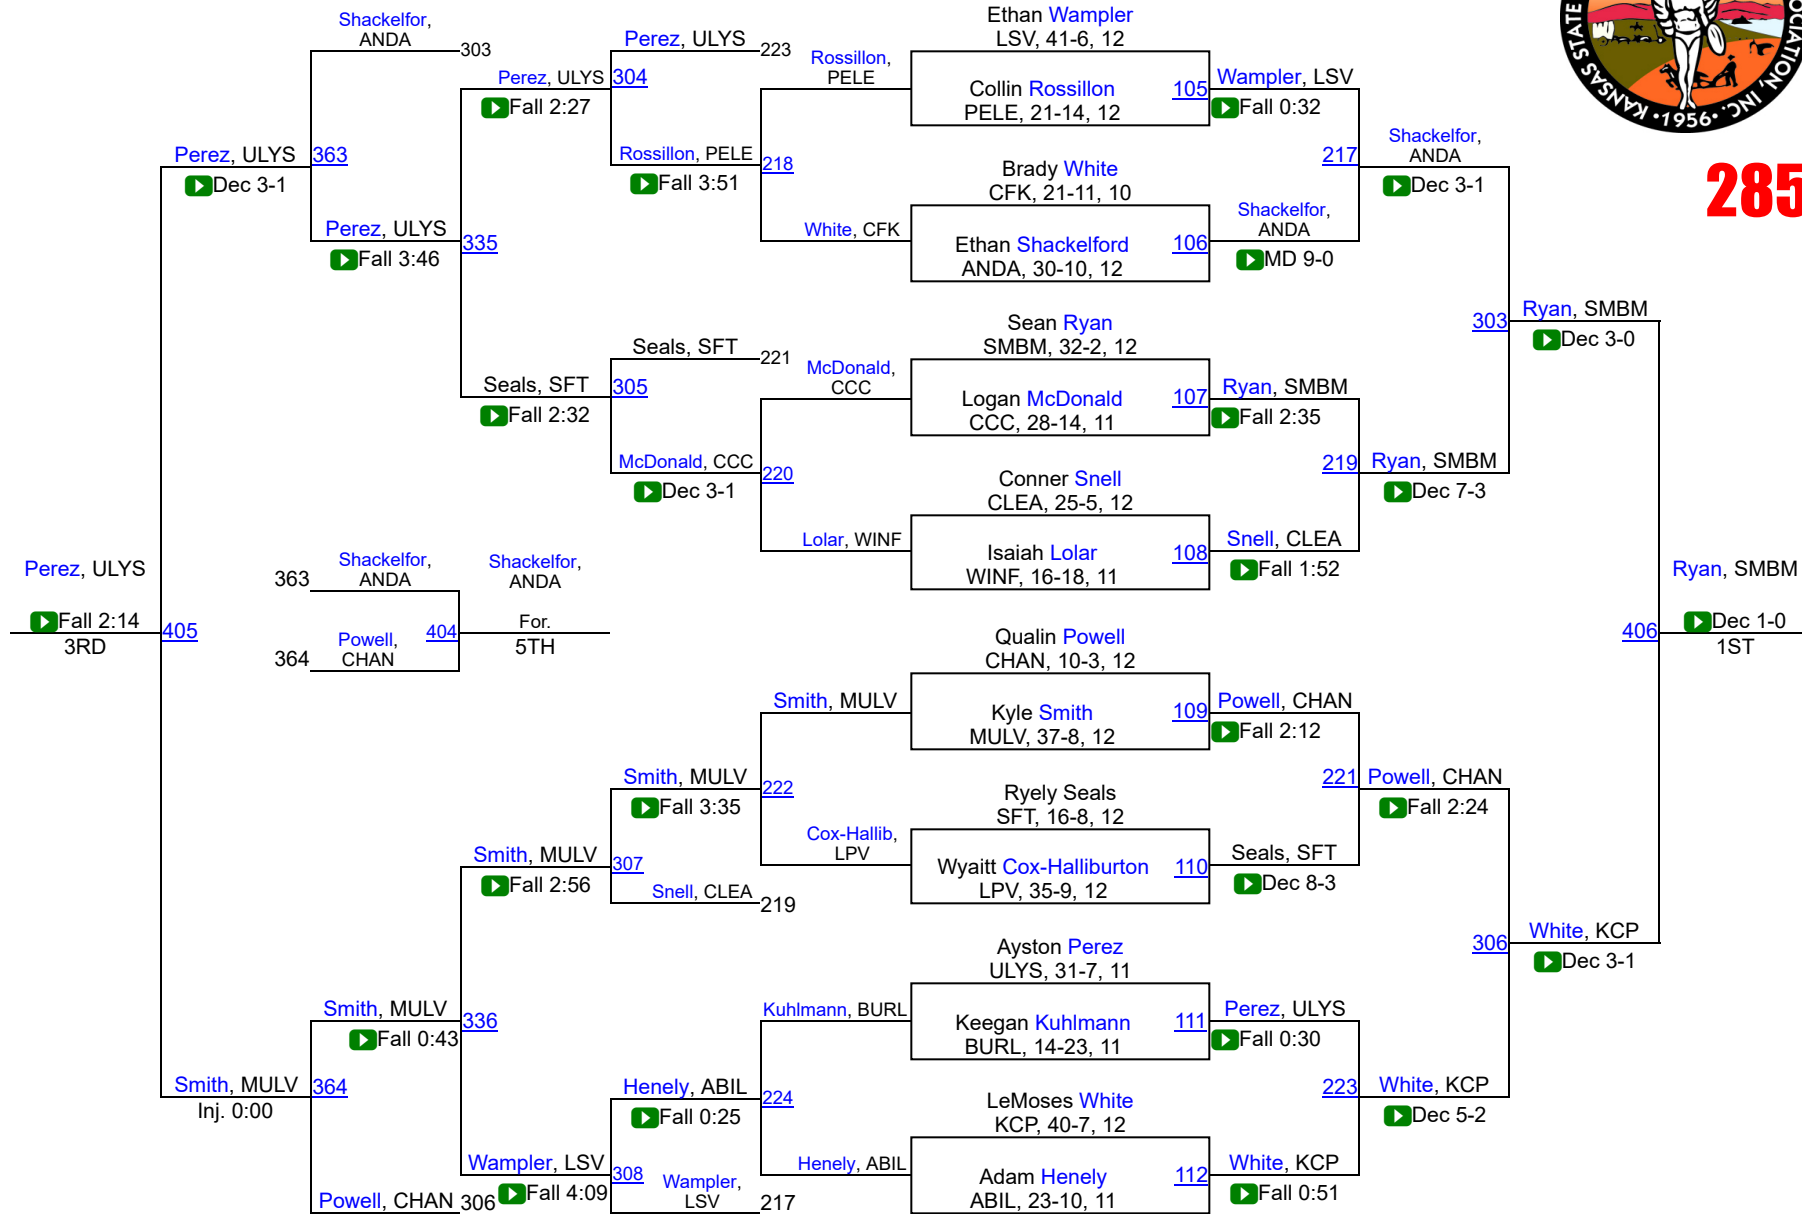 Shackelfor,
ANDA
303
Perez, ULYS
223
Rossillon,
PELE
Ethan Wampler
LSV, 41-6, 12
Perez, ULYS
304
Fall 2:27
Collin Rossillon
PELE, 21-14, 12
105
Wampler, LSV
Fall 0:32
KANSAS STATE
OCIATION, INC.
•1956•
285
Perez, ULYS
363
Dec 3-1
Rossillon, PELE
218
Fall 3:51
Brady White
CFK, 21-11, 10
217
Shackelfor,
ANDA
Dec 3-1
Perez, ULYS
335
Fall 3:46
White, CFK
Ethan Shackelford
ANDA, 30-10, 12
106
Shackelfor,
ANDA
MD 9-0
Seals, SFT
221
McDonald,
CCC
Sean Ryan
SMBM, 32-2, 12
303
Ryan, SMBM
Dec 3-0
Seals, SFT
305
Fall 2:32
Logan McDonald
CCC, 28-14, 11
107
Ryan, SMBM
Fall 2:35
McDonald, CCC
220
Dec 3-1
Conner Snell
CLEA, 25-5, 12
219
Ryan, SMBM
Dec 7-3
Lolar, WINF
Isaiah Lolar
WINF, 16-18, 11
108
Snell, CLEA
Fall 1:52
Perez, ULYS
Fall 2:14
3RD
405
363
Shackelfor,
ANDA
364
Powell,
CHAN
404
Shackelfor,
ANDA
For.
5TH
406
Ryan, SMBM
Dec 1-0
1ST
Qualin Powell
CHAN, 10-3, 12
Smith, MULV
Kyle Smith
MULV, 37-8, 12
109
Powell, CHAN
Fall 2:12
Smith, MULV
222
Fall 3:35
Ryely Seals
SFT, 16-8, 12
221
Powell, CHAN
Fall 2:24
Smith, MULV
307
Fall 2:56
Cox-Hallib,
LPV
Wyaitt Cox-Halliburton
LPV, 35-9, 12
110
Seals, SFT
Dec 8-3
Snell, CLEA
219
Ayston Perez
ULYS, 31-7, 11
306
White, KCP
Dec 3-1
Smith, MULV
336
Fall 0:43
Kuhlmann, BURL
Keegan Kuhlmann
BURL, 14-23, 11
111
Perez, ULYS
Fall 0:30
Smith, MULV
364
Inj. 0:00
Henely, ABIL
224
Fall 0:25
LeMoses White
KCP, 40-7, 12
223
White, KCP
Dec 5-2
Wampler, LSV
308
Fall 4:09
Henely, ABIL
Adam Henely
ABIL, 23-10, 11
112
White, KCP
Fall 0:51
Powell, CHAN
306
Wampler,
LSV
217